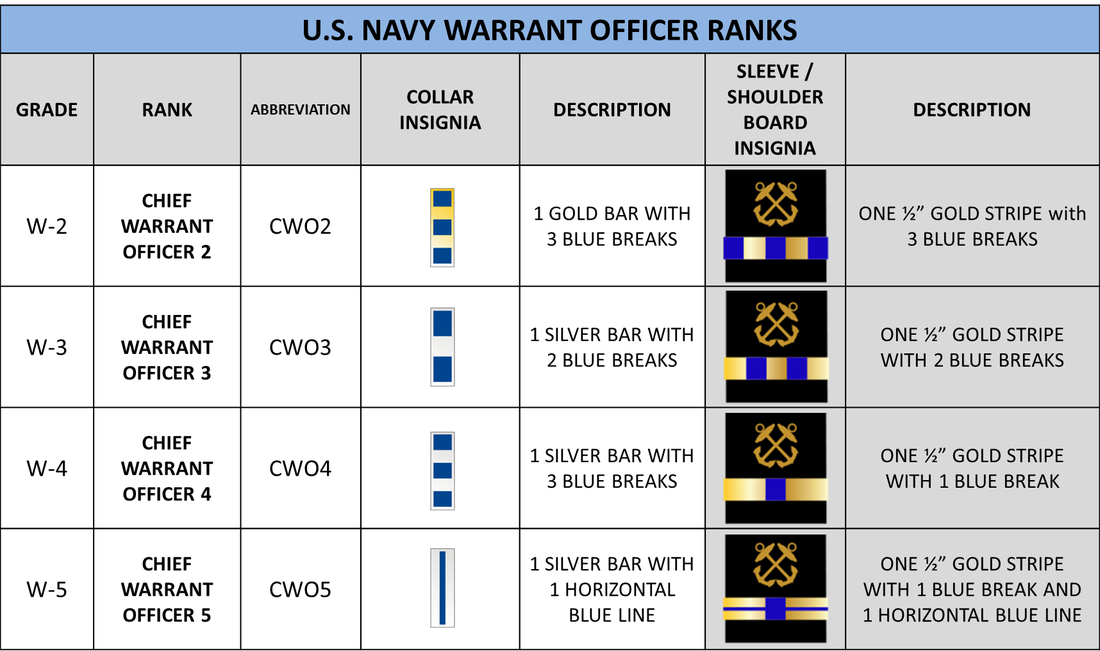 U.S. NAVY WARRANT OFFICER RANKS
GRADE
RANK
ABBREVIATION
COLLAR
INSIGNIA
DESCRIPTION
SLEEVE /
SHOULDER
BOARD
INSIGNIA
DESCRIPTION
W-2
CHIEF
WARRANT
OFFICER 2
CWO2
1 GOLD BAR WITH
3 BLUE BREAKS
ONE ½” GOLD STRIPE with
3 BLUE BREAKS
W-3
CHIEF
WARRANT
OFFICER 3
CWO3
1 SILVER BAR WITH
2 BLUE BREAKS
ONE ½” GOLD STRIPE
WITH 2 BLUE BREAKS
W-4
CHIEF
WARRANT
OFFICER 4
CWO4
1 SILVER BAR WITH
3 BLUE BREAKS
ONE ½” GOLD STRIPE
WITH 1 BLUE BREAK
W-5
CHIEF
WARRANT
OFFICER 5
CWO5
1 SILVER BAR WITH
1 HORIZONTAL
BLUE LINE
ONE ½” GOLD STRIPE
WITH 1 BLUE BREAK AND
1 HORIZONTAL BLUE LINE